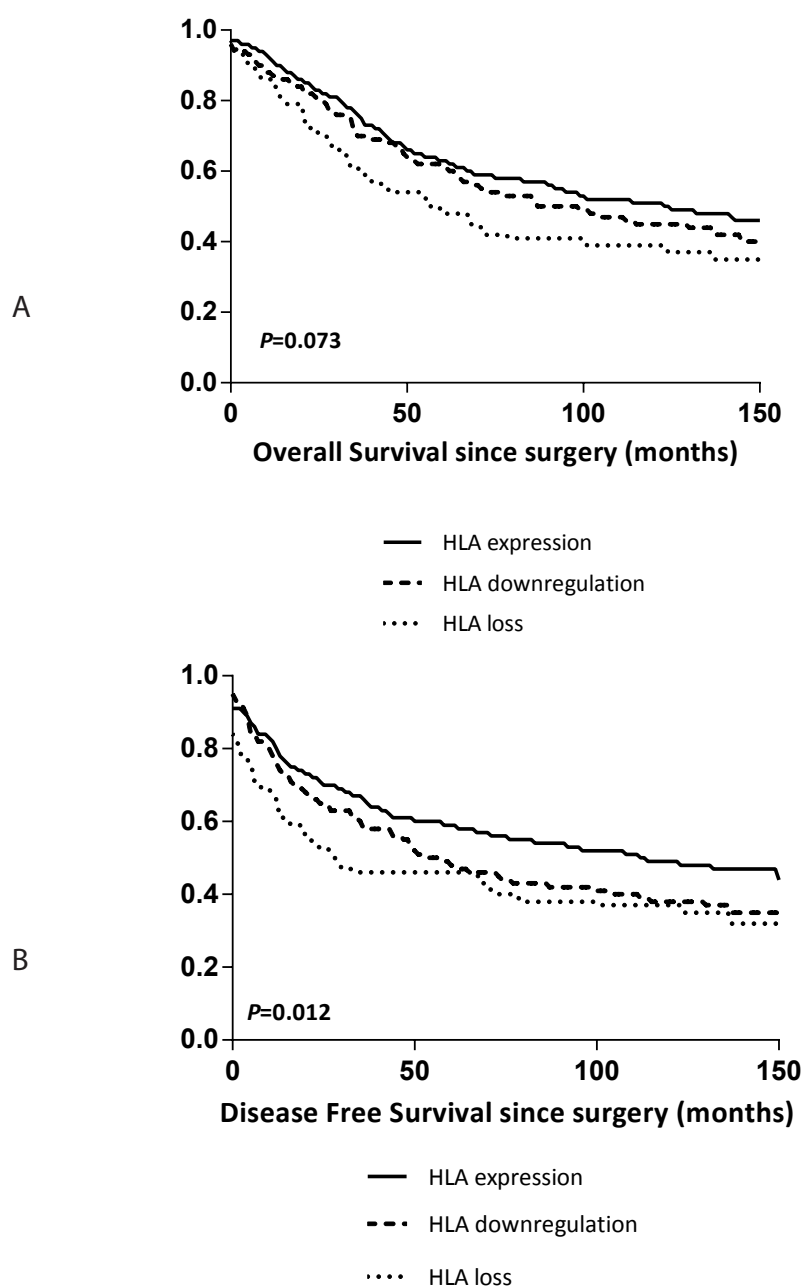 1.0
0.8
0.6
0.4
0.2
0.0
A
P=0.073
0 50 100 150
Overall Survival since surgery (months)
HLA expression
HLA downregulation
HLA loss
1.0
0.8
0.6
0.4
0.2
0.0
B
P=0.012
0 50 100 150
Disease Free Survival since surgery (months)
HLA expression
HLA downregulation
HLA loss